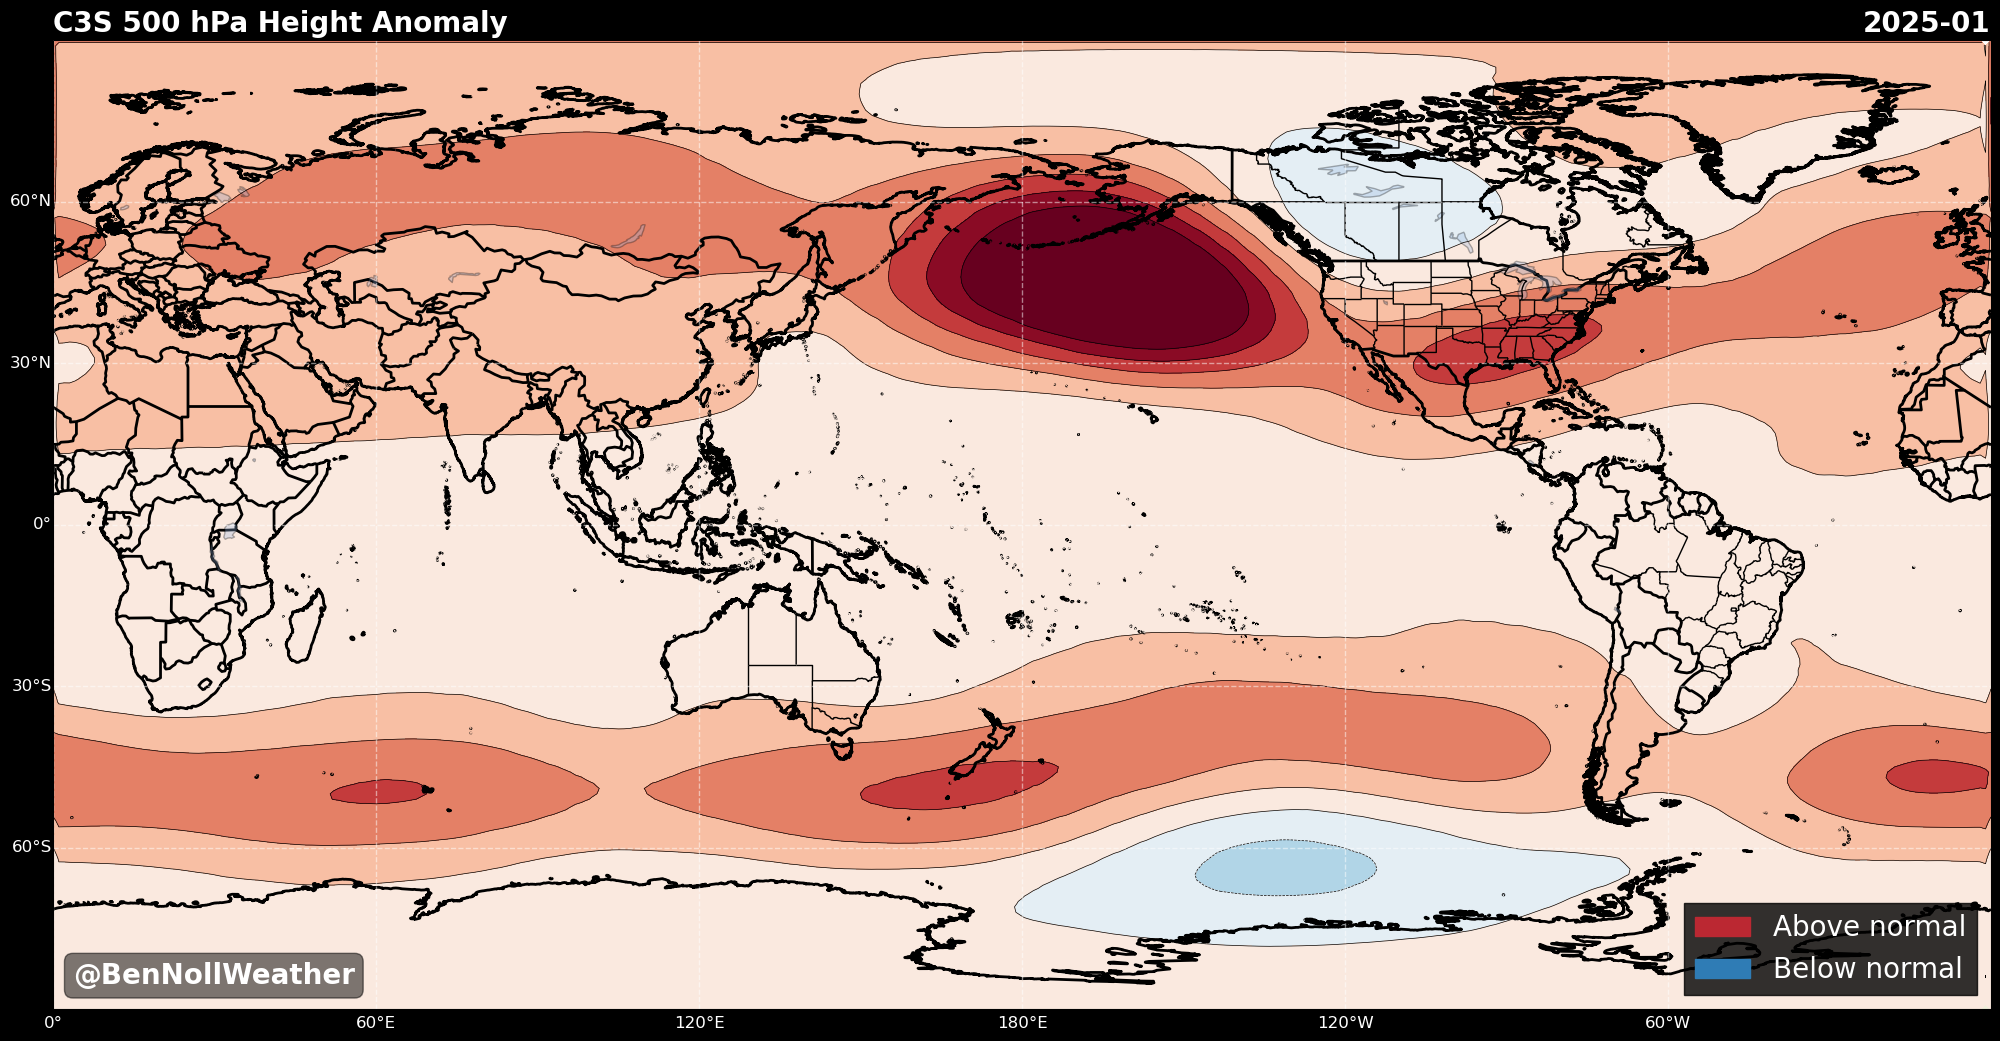 C3S 500 hPa Height Anomaly
2025-01
60°N
30°N
0°
30°S
60°S
0°
60°E
120°E
180°E
120°W
60°W
@BenNollWeather
Above normal
Below normal